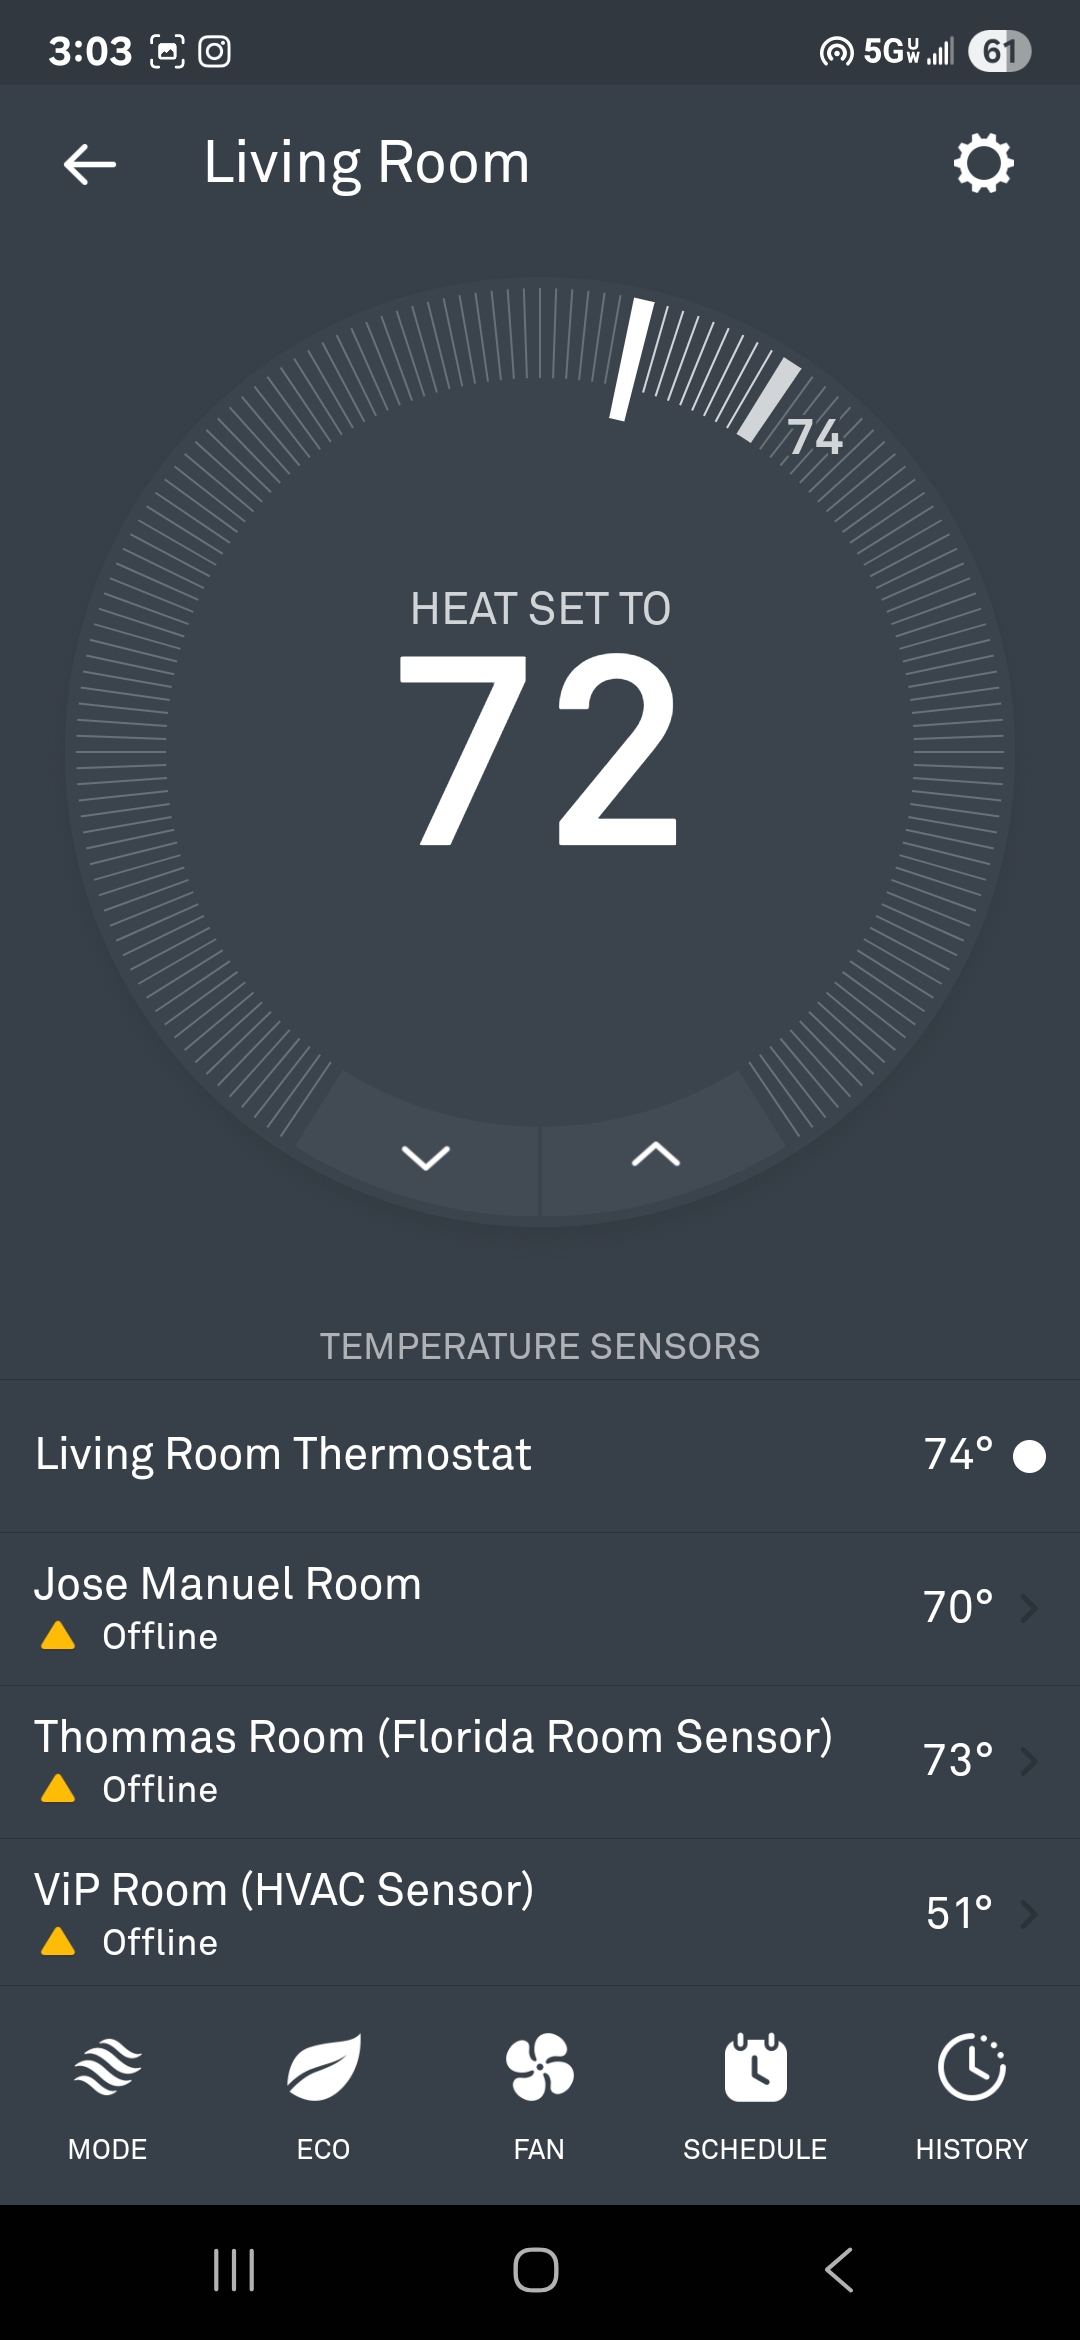 3:03 5G UW 61
Living Room
74
HEAT SET TO
72
TEMPERATURE SENSORS
Living Room Thermostat 74°
Jose Manuel Room 70°
Offline
Thommas Room (Florida Room Sensor) 73°
Offline
ViP Room (HVAC Sensor) 51°
Offline
MODE ECO FAN SCHEDULE HISTORY